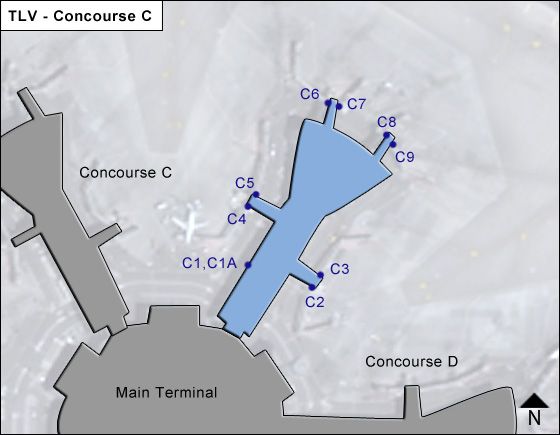 TLV - Concourse C
C6
C7
C8
C9
Concourse C
C5
C4
C1,C1A
C3
C2
Concourse D
Main Terminal
N